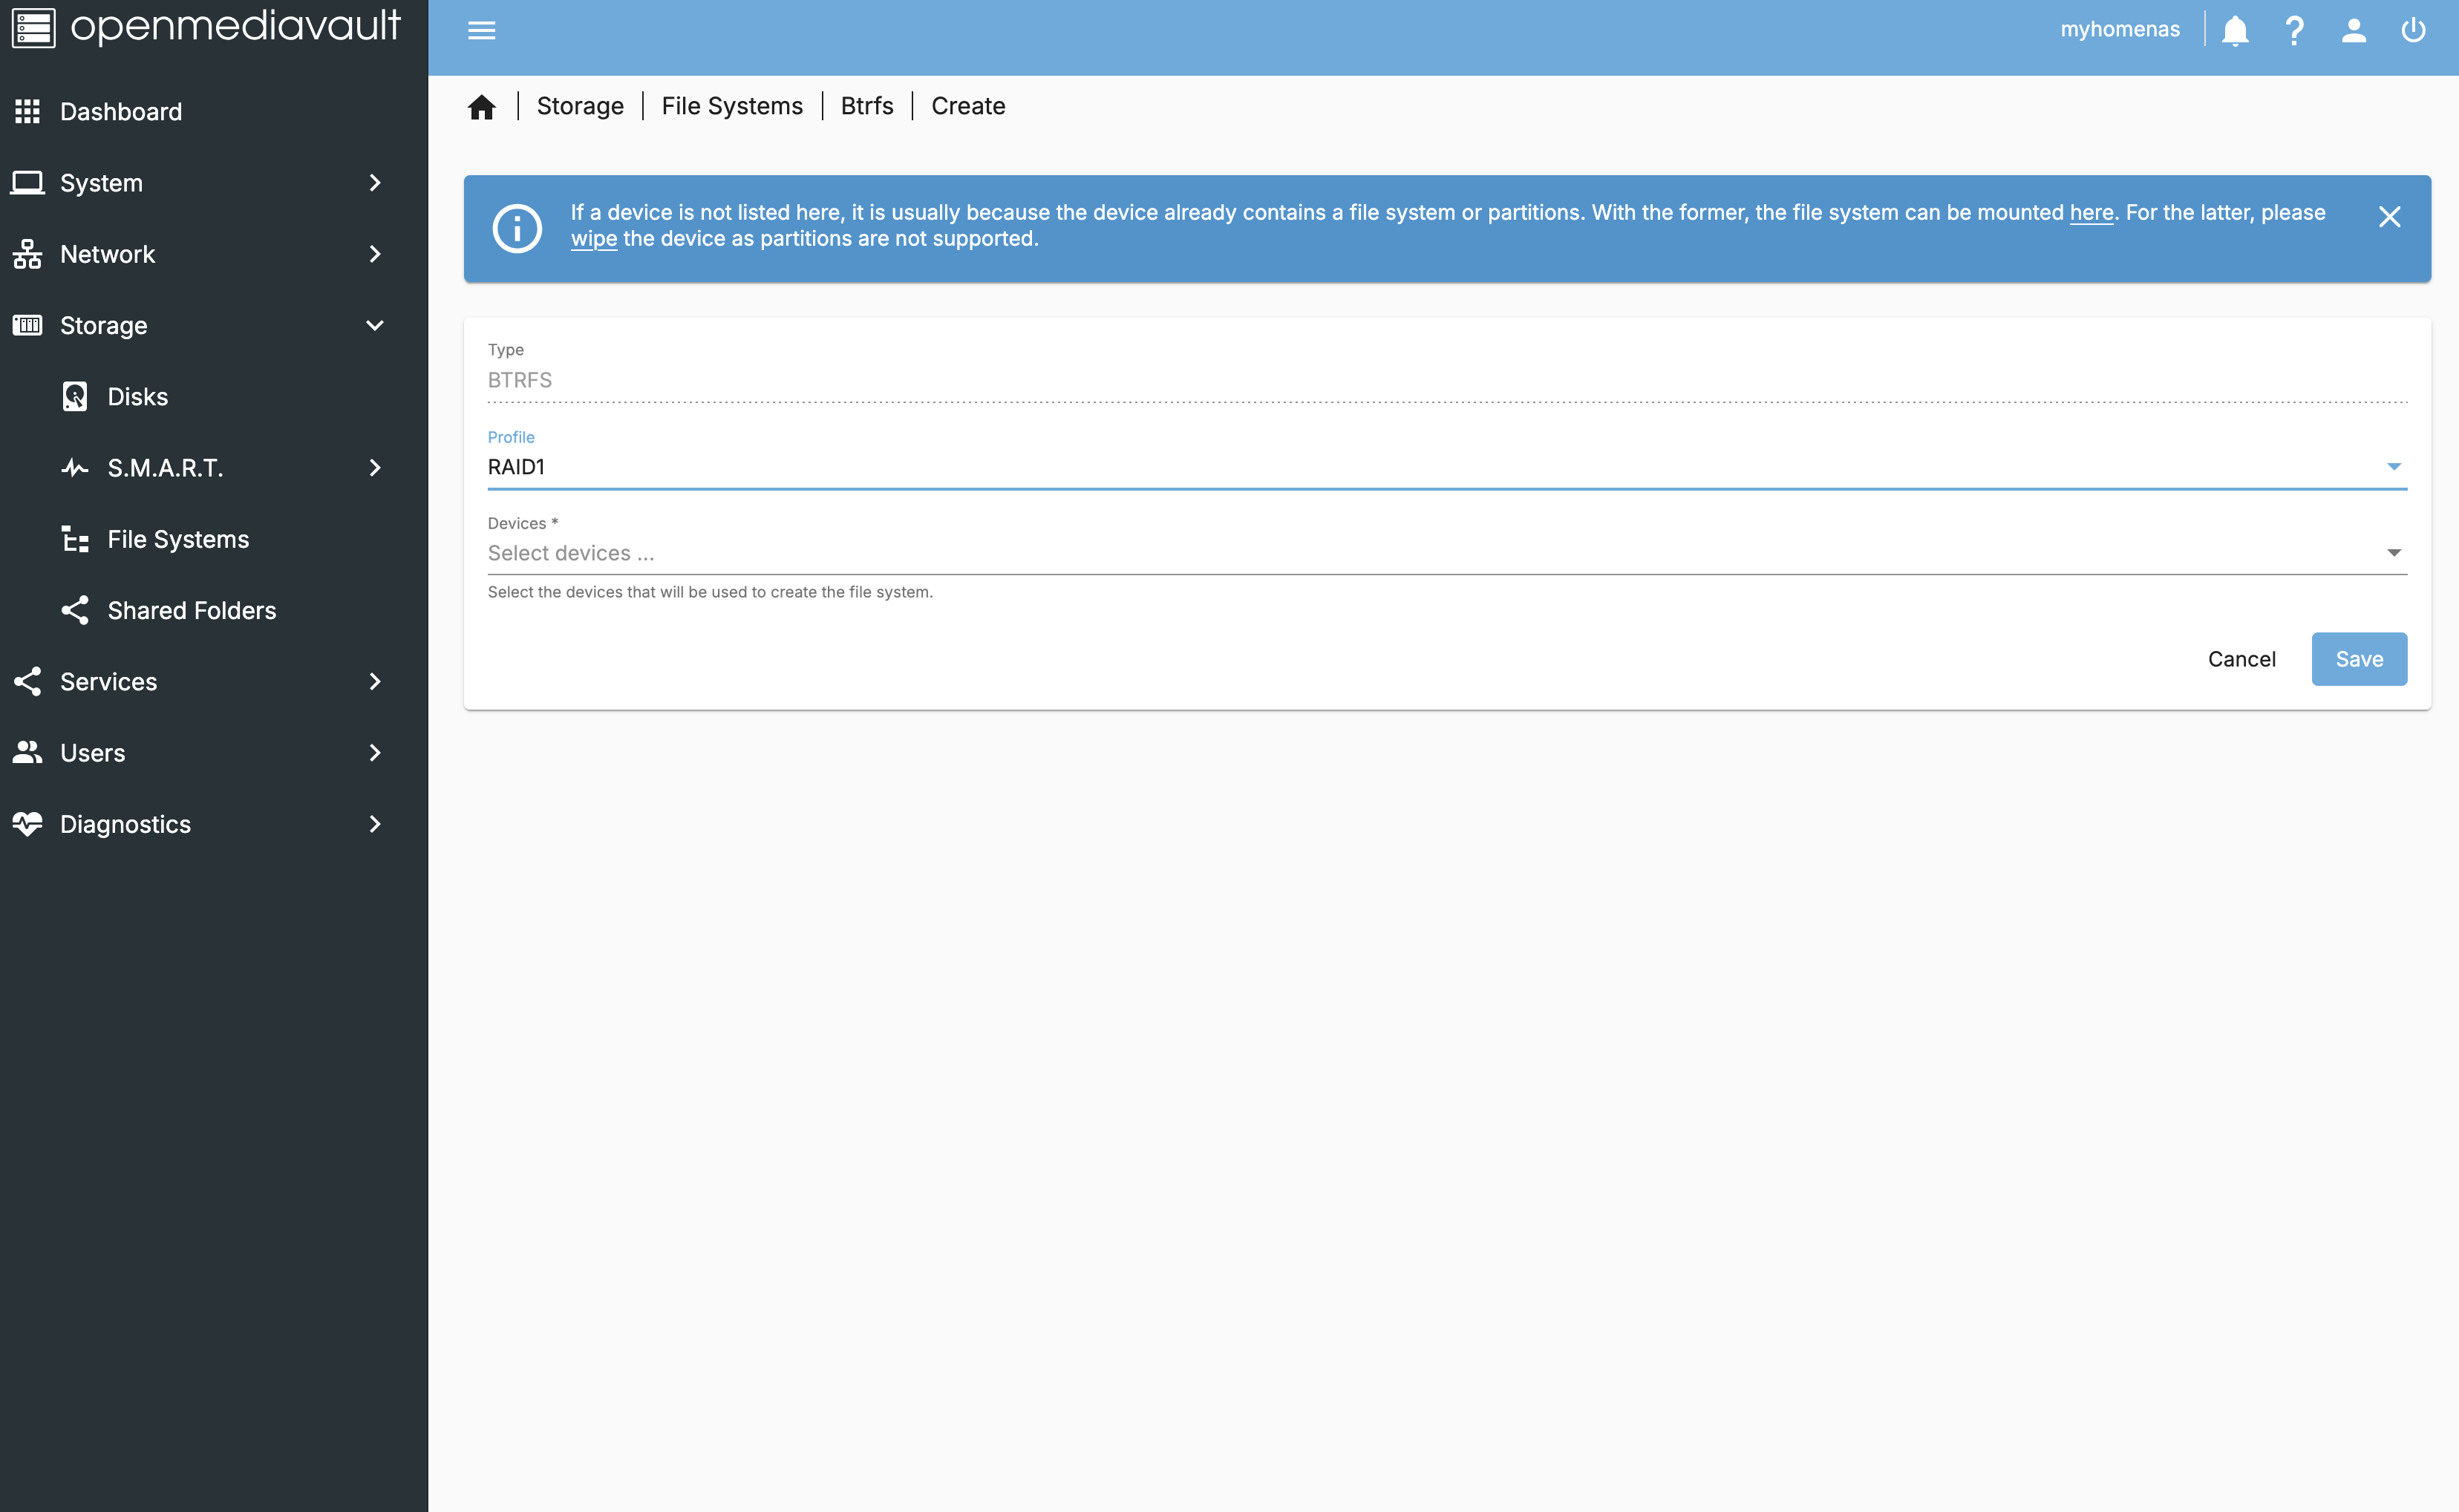 openmediavault
myhomenas
Dashboard
System
Network
Storage
Disks
S.M.A.R.T.
File Systems
Shared Folders
Services
Users
Diagnostics
Storage | File Systems | Btrfs | Create
If a device is not listed here, it is usually because the device already contains a file system or partitions. With the former, the file system can be mounted here. For the latter, please
wipe the device as partitions are not supported.
Type
BTRFS
Profile
RAID1
Devices *
Select devices ...
Select the devices that will be used to create the file system.
Cancel
Save